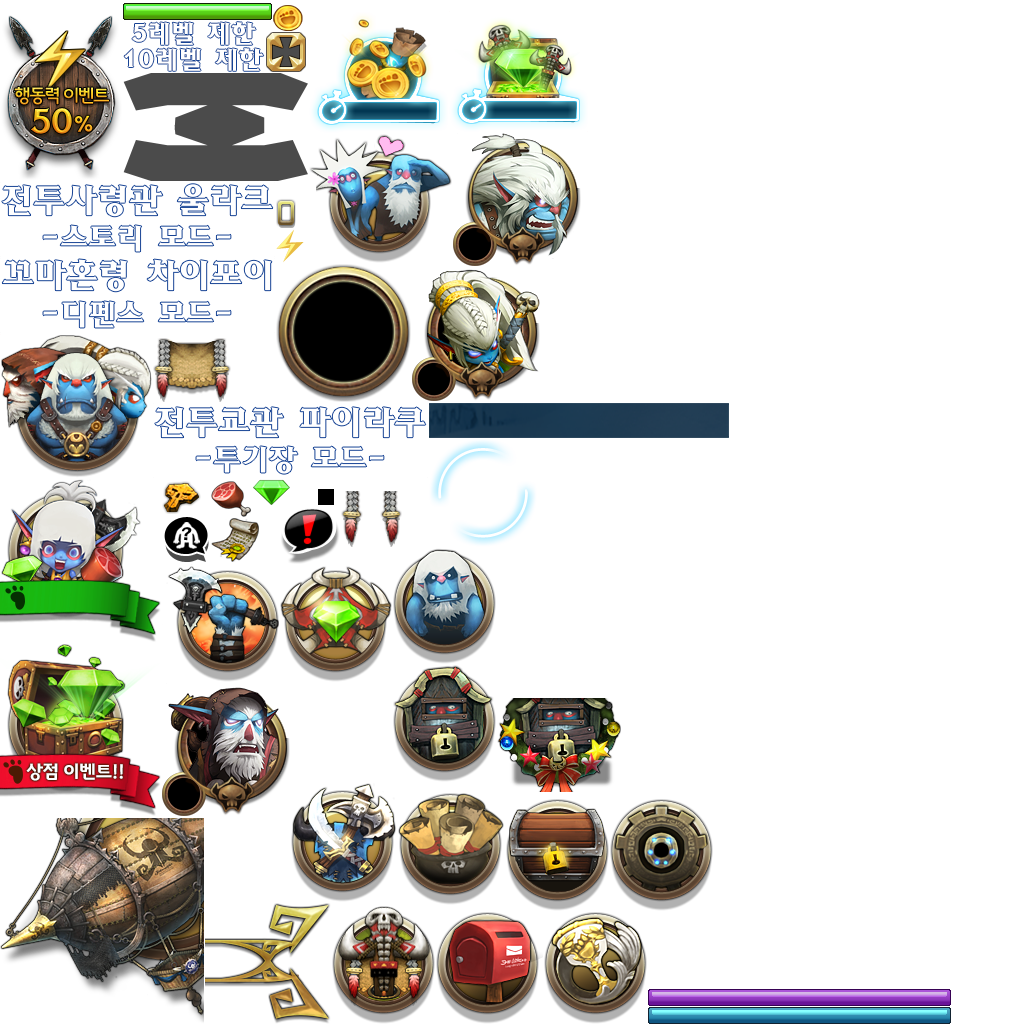 5레벨 제한
10레벨 제한
행동력 이벤트
50%
전투사령관 울라크
-스토리 모드-
꼬마혼령 차이포이
-디펜스 모드-
전투교관 파이라쿠
-투기장 모드-
상점 이벤트!!